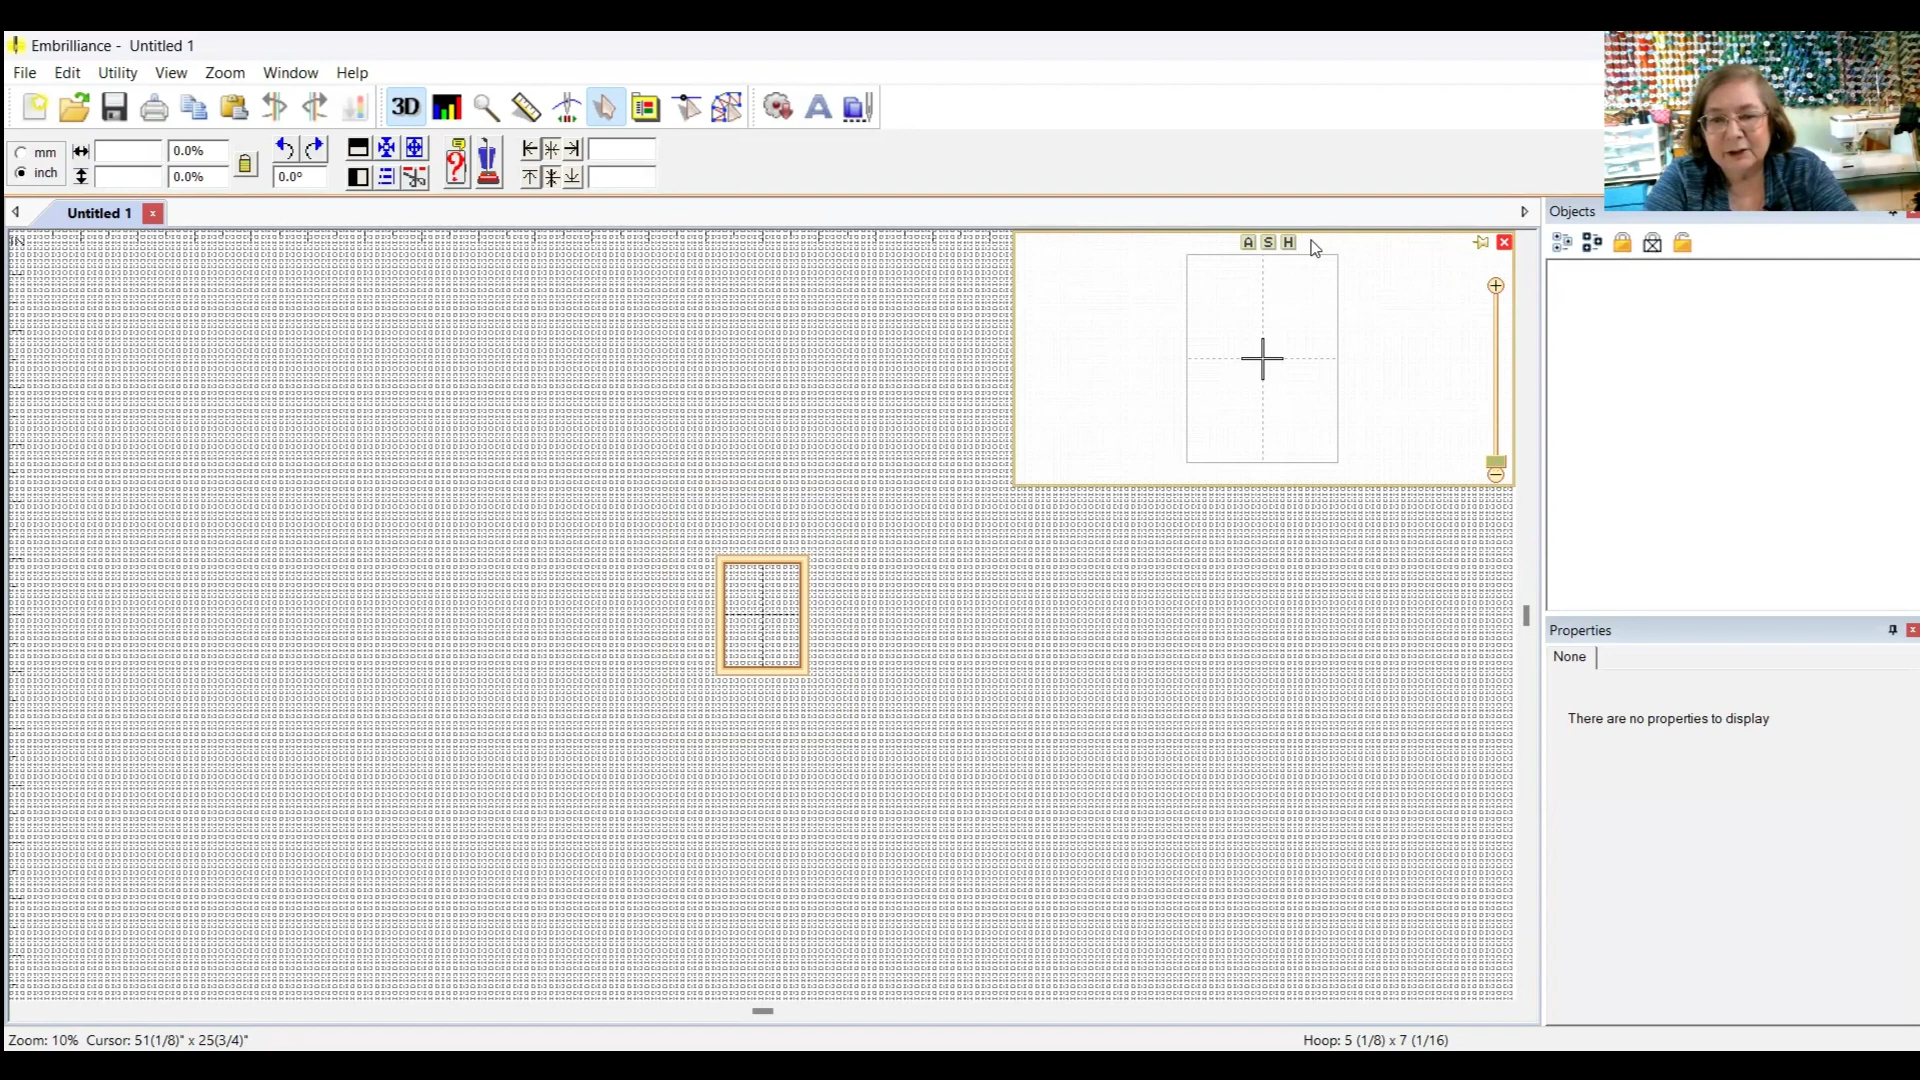 Embrilliance - Untitled 1
File Edit Utility View Zoom Window Help
3D A
mm 0.0%
inch 0.0% 0.0°
?
Untitled 1 x
IN
A S H
Objects
Properties
None
There are no properties to display
Zoom: 10% Cursor: 51(1/8)" x 25(3/4)" Hoop: 5 (1/8) x 7 (1/16)